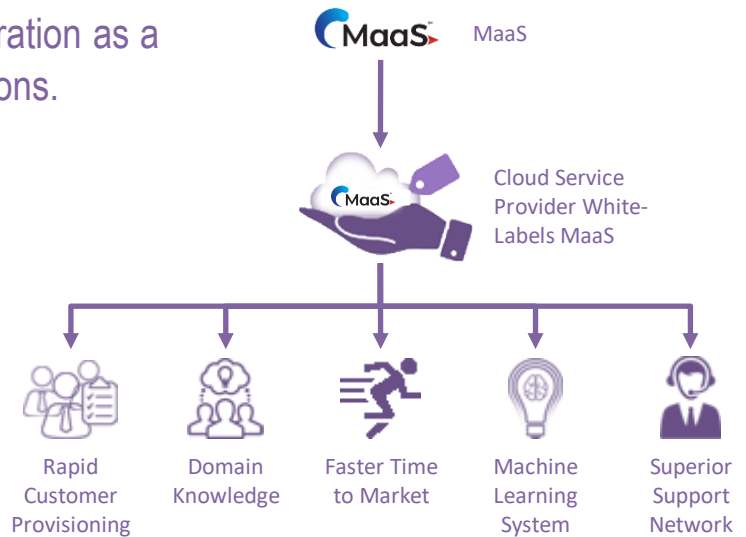 ration as a
ons.
MaaS
MaaS
MaaS
Cloud Service
Provider White-
Labels MaaS
Rapid
Customer
Provisioning
Domain
Knowledge
Faster Time
to Market
Machine
Learning
System
Superior
Support
Network